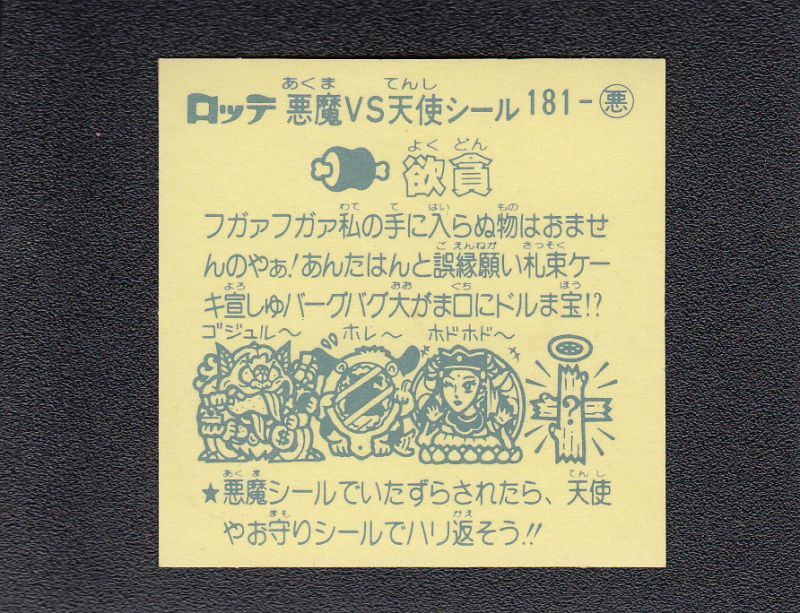 あくま てんし
ロッテ 悪魔VS天使シール 181-悪
よくどん
欲貪
わて て はい もの
フガァフガァ私の手に入らぬ物はおませ
ごえんねが さっそく
んのやぁ!あんたはんと誤縁願い札束ケー
よろ おお ぐち ほう
キ宣しゅバーグバグ大がま口にドルま宝!?
ゴジュル〜 ホレ〜 ホドホド〜
$ ?
あくま てんし
★悪魔シールでいたずらされたら、天使
まも かえ
やお守りシールでハリ返そう!!